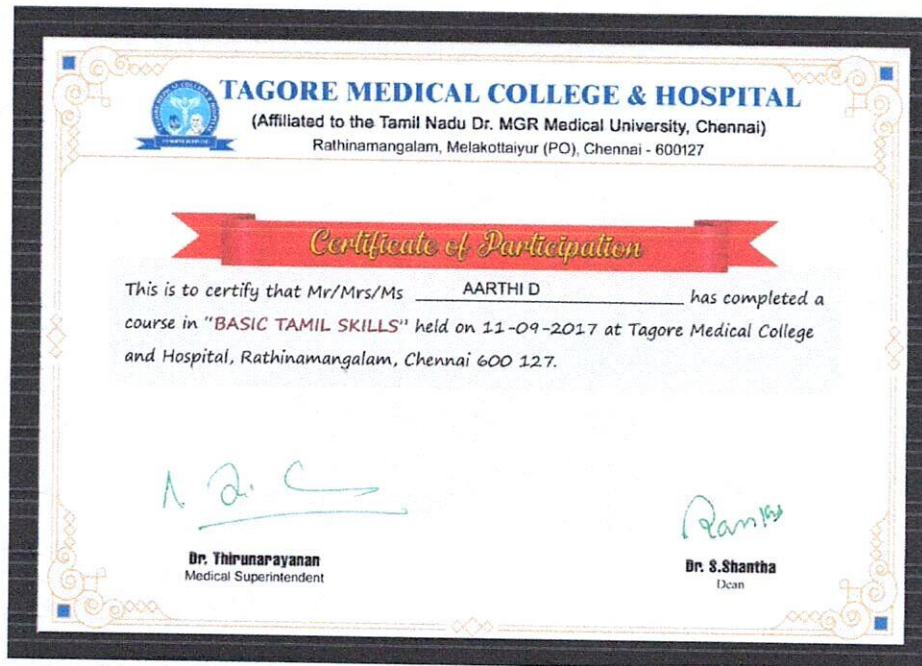 TAGORE MEDICAL COLLEGE & HOSPITAL
(Affiliated to the Tamil Nadu Dr. MGR Medical University, Chennai)
Rathinamangalam, Melakottaiyur (PO), Chennai - 600127
Certificate of Participation
This is to certify that Mr/Mrs/Ms AARTHI D has completed a
course in "BASIC TAMIL SKILLS" held on 11-09-2017 at Tagore Medical College
and Hospital, Rathinamangalam, Chennai 600 127.
Dr. Thirunarayanan
Medical Superintendent
Dr. S.Shantha
Dean